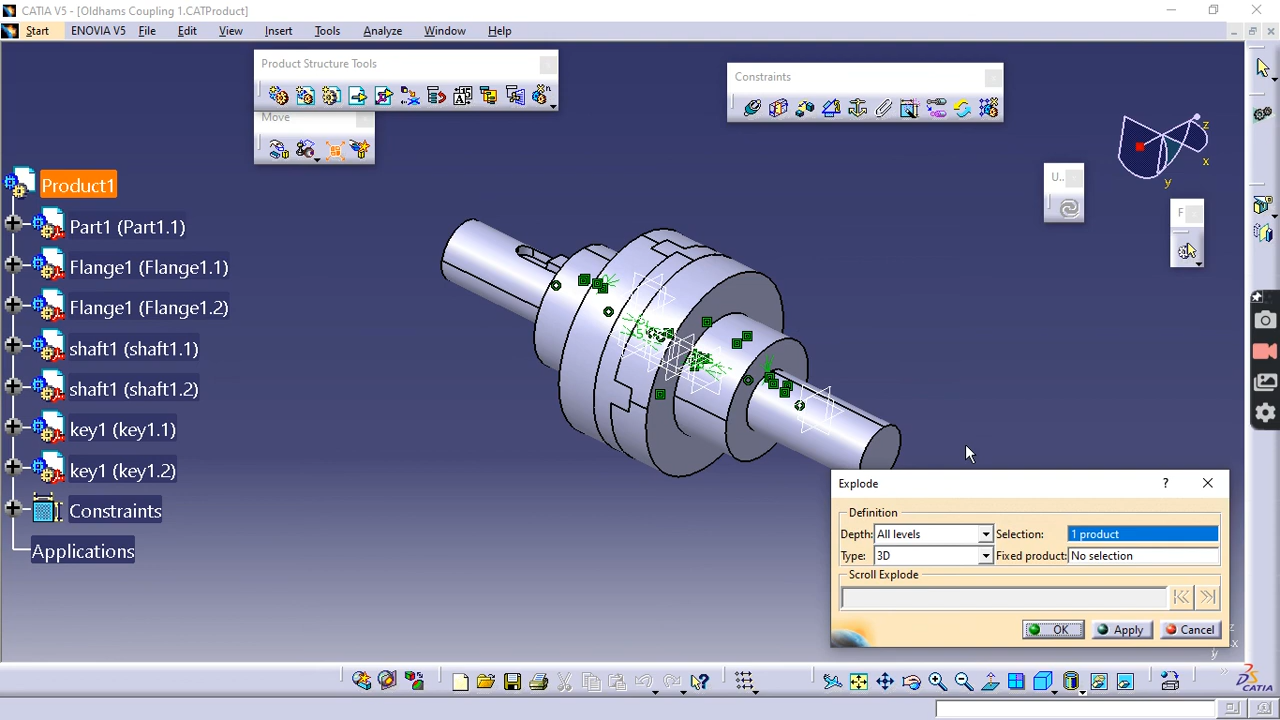 CATIA V5 - [Oldhams Coupling 1.CATProduct]
Start ENOVIA V5 File Edit View Insert Tools Analyze Window Help
Product Structure Tools
Constraints
Move
U..
F
z
x
y
Product1
Part1 (Part1.1)
Flange1 (Flange1.1)
Flange1 (Flange1.2)
shaft1 (shaft1.1)
shaft1 (shaft1.2)
key1 (key1.1)
key1 (key1.2)
Constraints
Applications
Explode
Definition
Depth: All levels Selection: 1 product
Type: 3D Fixed product: No selection
Scroll Explode
OK Apply Cancel
z
x
y
CATIA